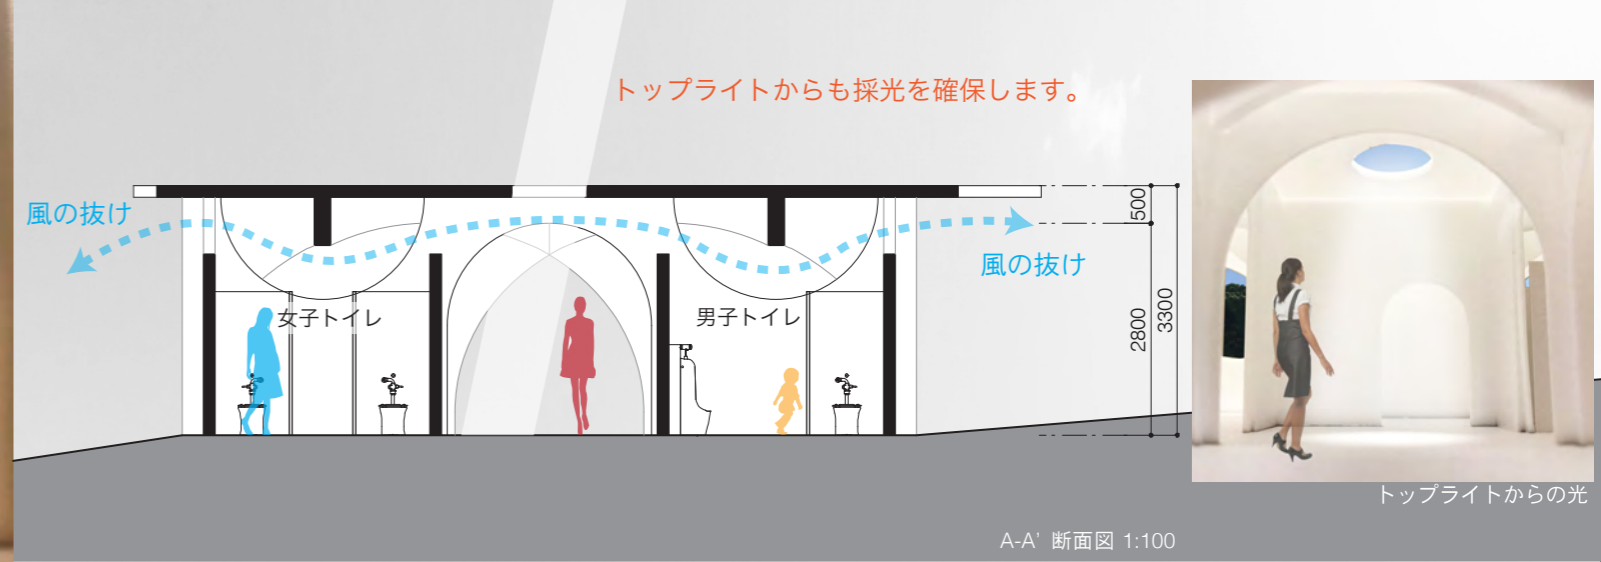 トップライトからも採光を確保します。
風の抜け
風の抜け
女子トイレ
男子トイレ
500
2800
3300
トップライトからの光
A-A’ 断面図 1:100